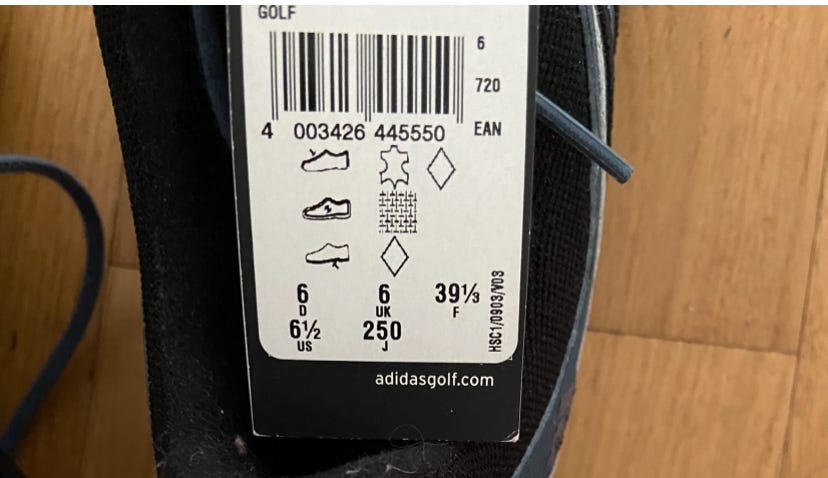 GOLF
6
720
4 003426 445550 EAN
6 6 39⅓
D UK F
6½ 250
US J
HSC1/0903/V03
adidasgolf.com